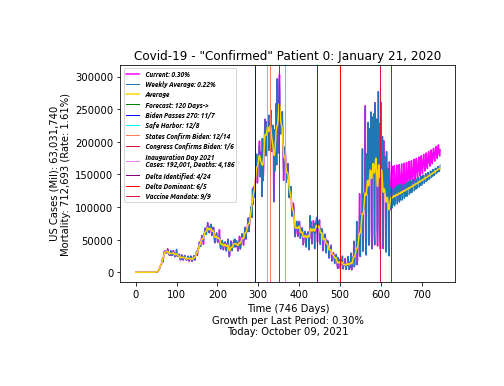 Covid-19 - "Confirmed" Patient 0: January 21, 2020
US Cases (Mil): 63,031,740
Mortality: 712,693 (Rate: 1.61%)
300000
250000
200000
150000
100000
50000
0
Current: 0.30%
Weekly Average: 0.22%
Average
Forecast: 120 Days->
Biden Passes 270: 11/7
Safe Harbor: 12/8
States Confirm Biden: 12/14
Congress Confirms Biden: 1/6
Inauguration Day 2021
Cases: 192,001, Deaths: 4,186
Delta Identified: 4/24
Delta Dominant: 6/5
Vaccine Mandate: 9/9
0 100 200 300 400 500 600 700
Time (746 Days)
Growth per Last Period: 0.30%
Today: October 09, 2021